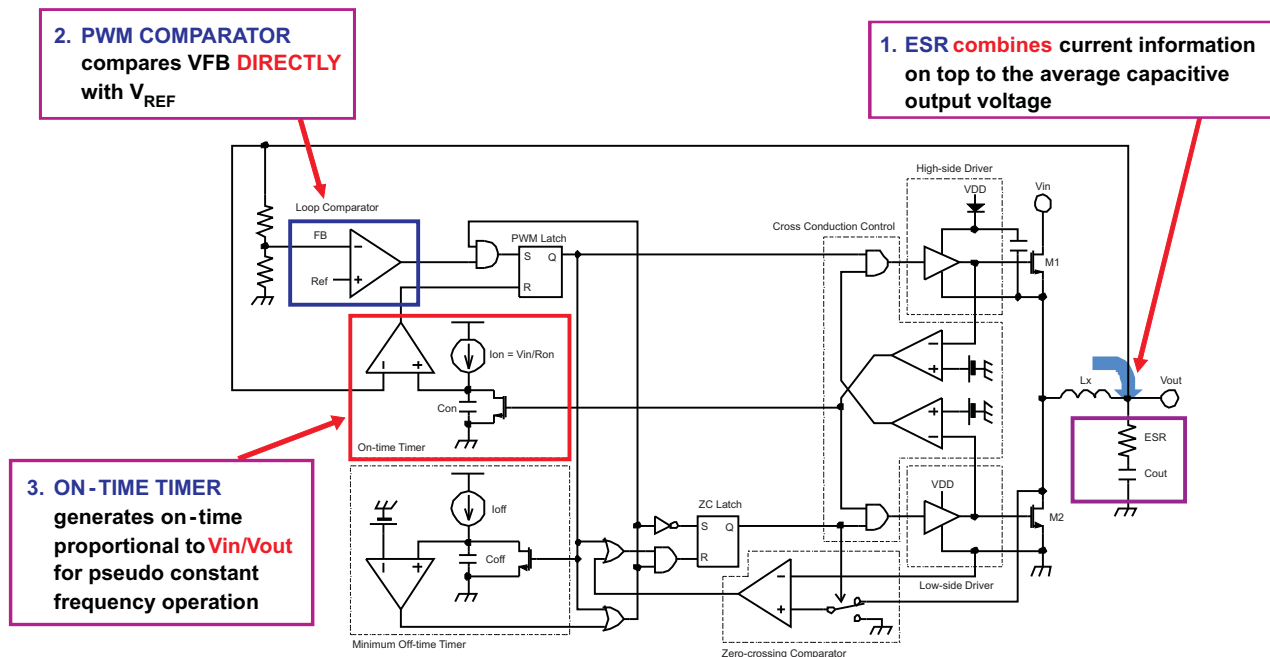 2. PWM COMPARATOR
compares VFB DIRECTLY
with VREF
1. ESR combines current information
on top to the average capacitive
output voltage
High-side Driver
Vin
VDD
Loop Comparator
Cross Conduction Control
FB
PWM Latch
S Q
R
Ref
M1
Ion = Vin/Ron
Con
On-time Timer
Lx
Vout
ESR
Cout
3. ON-TIME TIMER
generates on-time
proportional to Vin/Vout
for pseudo constant
frequency operation
Ioff
Coff
ZC Latch
S Q
R
VDD
M2
Low-side Driver
Minimum Off-time Timer
Zero-crossing Comparator